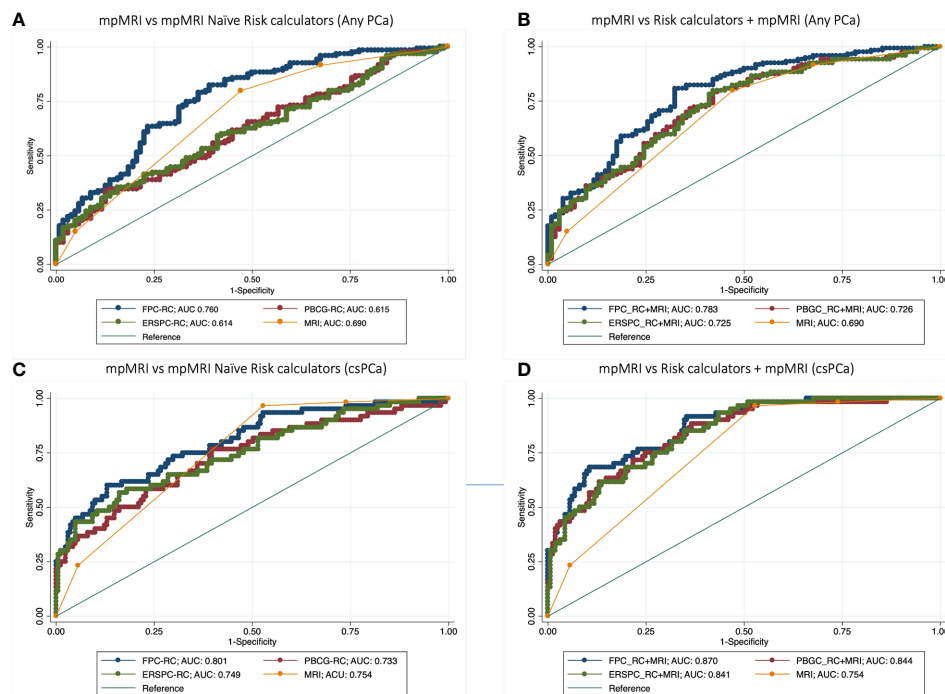 A mpMRI vs mpMRI Naïve Risk calculators (Any PCa)
Sensitivity
0.00 0.25 0.50 0.75 1.00
0.00 0.25 0.50 0.75 1.00
1-Specificity
FPC-RC; AUC 0.760 PBCG-RC; AUC: 0.615
ERSPC-RC; AUC: 0.614 MRI; AUC: 0.690
Reference
B mpMRI vs Risk calculators + mpMRI (Any PCa)
Sensitivity
0.00 0.25 0.50 0.75 1.00
0.00 0.25 0.50 0.75 1.00
1-Specificity
FPC_RC+MRI; AUC: 0.783 PBGC_RC+MRI; AUC: 0.726
ERSPC_RC+MRI; AUC: 0.725 MRI; AUC: 0.690
Reference
C mpMRI vs mpMRI Naïve Risk calculators (csPCa)
Sensitivity
0.00 0.25 0.50 0.75 1.00
0.00 0.25 0.50 0.75 1.00
1-Specificity
FPC-RC; AUC: 0.801 PBCG-RC; AUC: 0.733
ERSPC-RC; AUC: 0.749 MRI; ACU: 0.754
Reference
D mpMRI vs Risk calculators + mpMRI (csPCa)
Sensitivity
0.00 0.25 0.50 0.75 1.00
0.00 0.25 0.50 0.75 1.00
1-Specificity
FPC_RC+MRI; AUC: 0.870 PBGC_RC+MRI; AUC: 0.844
ERSPC_RC+MRI; AUC: 0.841 MRI; AUC: 0.754
Reference